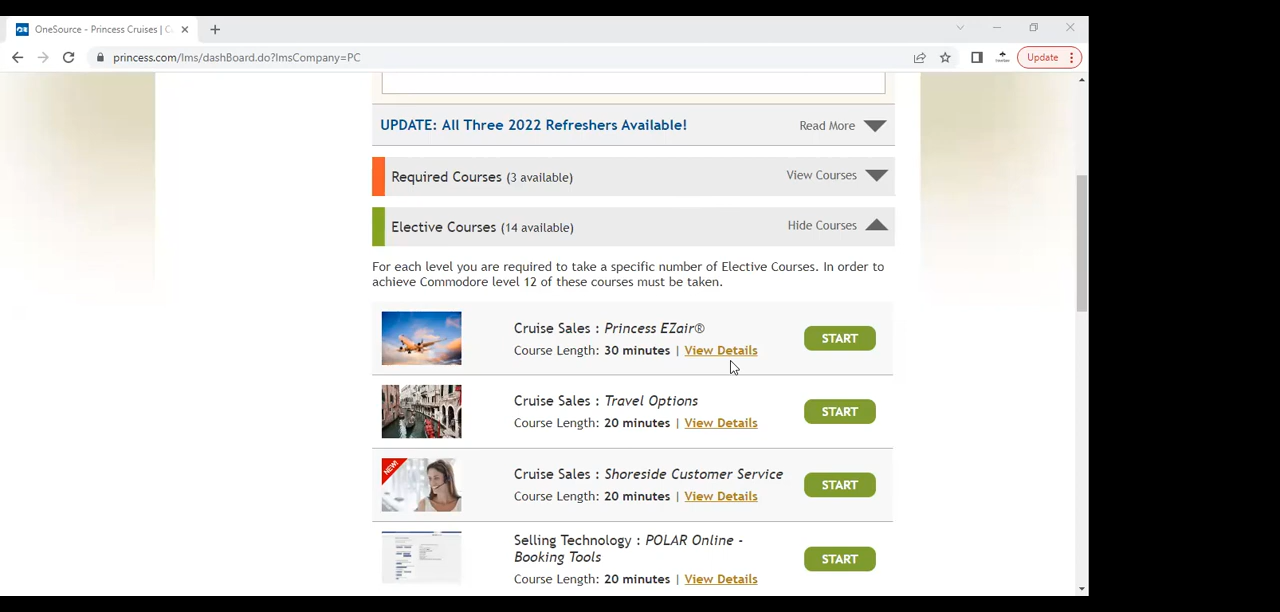 OneSource - Princess Cruises | C
princess.com/lms/dashBoard.do?lmsCompany=PC
Update
UPDATE: All Three 2022 Refreshers Available!
Read More
Required Courses (3 available)
View Courses
Elective Courses (14 available)
Hide Courses
For each level you are required to take a specific number of Elective Courses. In order to
achieve Commodore level 12 of these courses must be taken.
Cruise Sales : Princess EZair®
Course Length: 30 minutes | View Details
START
Cruise Sales : Travel Options
Course Length: 20 minutes | View Details
START
NEW!
Cruise Sales : Shoreside Customer Service
Course Length: 20 minutes | View Details
START
Selling Technology : POLAR Online -
Booking Tools
Course Length: 20 minutes | View Details
START